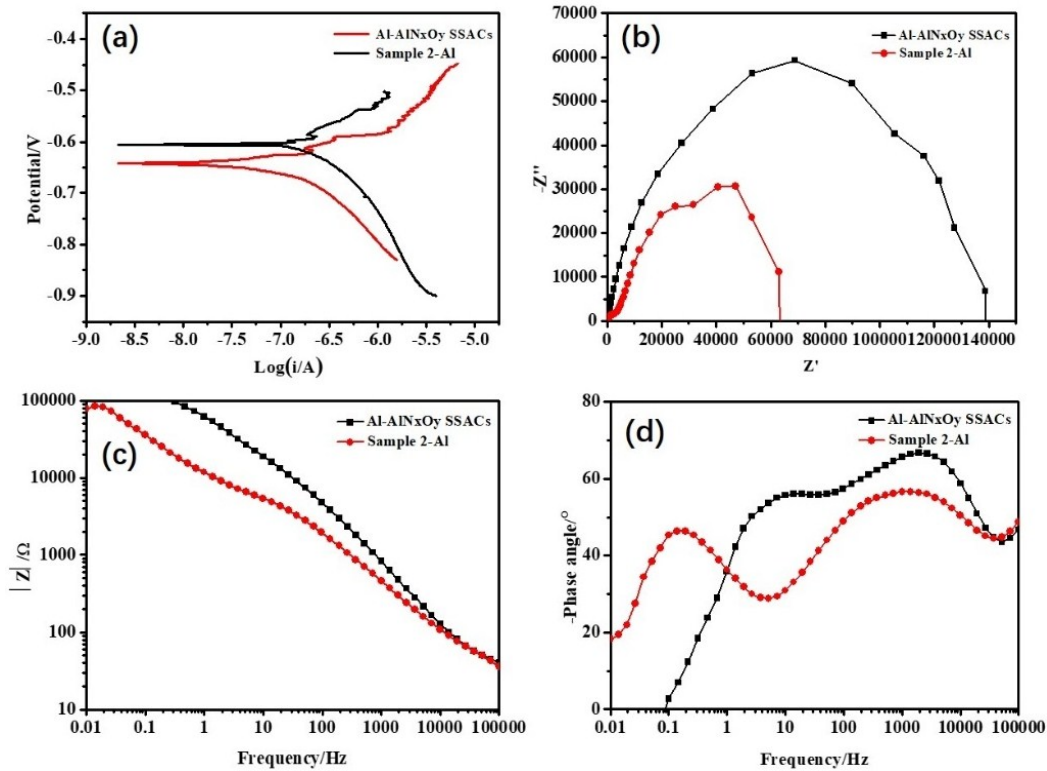 (a)
Al-AlNxOy SSACs
Sample 2-Al
Potential/V
-0.4
-0.5
-0.6
-0.7
-0.8
-0.9
-9.0 -8.5 -8.0 -7.5 -7.0 -6.5 -6.0 -5.5 -5.0
Log(i/A)
(b)
Al-AlNxOy SSACs
Sample 2-Al
-Z''
70000
60000
50000
40000
30000
20000
10000
0
0 20000 40000 60000 80000 100000 120000 140000
Z'
(c)
Al-AlNxOy SSACs
Sample 2-Al
|Z| /Ω
100000
10000
1000
100
10
0.01 0.1 1 10 100 1000 10000 100000
Frequency/Hz
(d)
Al-AlNxOy SSACs
Sample 2-Al
-Phase angle/°
80
60
40
20
0
0.01 0.1 1 10 100 1000 10000 100000
Frequency/Hz